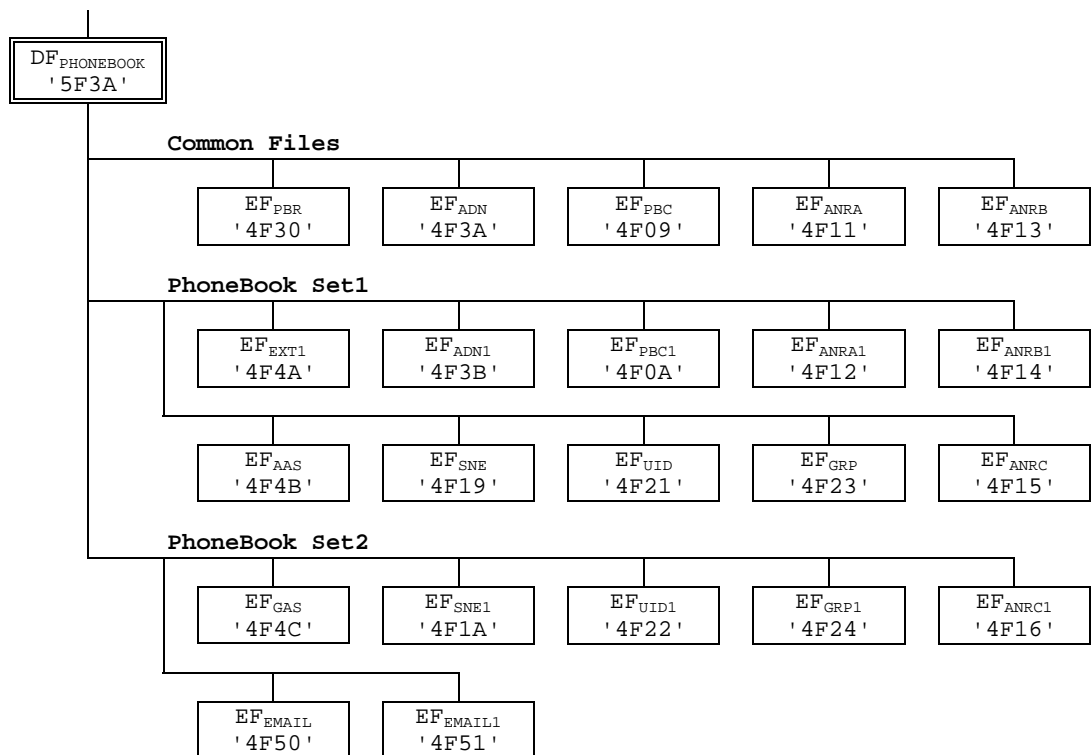 DFPHONEBOOK
'5F3A'
Common Files
EFPBR
'4F30'
EFADN
'4F3A'
EFPBC
'4F09'
EFANRA
'4F11'
EFANRB
'4F13'
PhoneBook Set1
EFEXT1
'4F4A'
EFADN1
'4F3B'
EFPBC1
'4F0A'
EFANRA1
'4F12'
EFANRB1
'4F14'
EFAAS
'4F4B'
EFSNE
'4F19'
EFUID
'4F21'
EFGRP
'4F23'
EFANRC
'4F15'
PhoneBook Set2
EFGAS
'4F4C'
EFSNE1
'4F1A'
EFUID1
'4F22'
EFGRP1
'4F24'
EFANRC1
'4F16'
EFEMAIL
'4F50'
EFEMAIL1
'4F51'